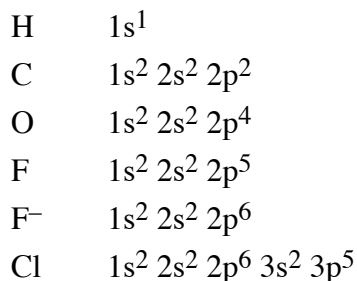 H 1s¹
C 1s² 2s² 2p²
O 1s² 2s² 2p⁴
F 1s² 2s² 2p⁵
F⁻ 1s² 2s² 2p⁶
Cl 1s² 2s² 2p⁶ 3s² 3p⁵